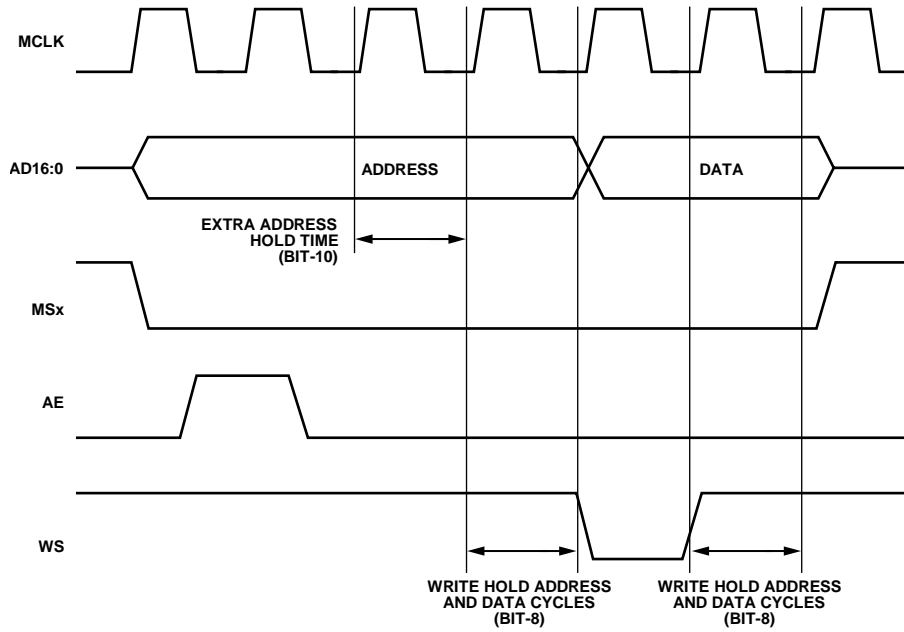 MCLK
AD16:0
ADDRESS
DATA
EXTRA ADDRESS
HOLD TIME
(BIT-10)
MSx
AE
WS
WRITE HOLD ADDRESS
AND DATA CYCLES
(BIT-8)
WRITE HOLD ADDRESS
AND DATA CYCLES
(BIT-8)